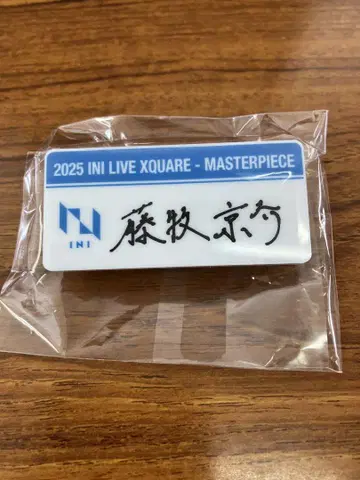 2025 INI LIVE XQUARE - MASTERPIECE
INI
藤牧京介